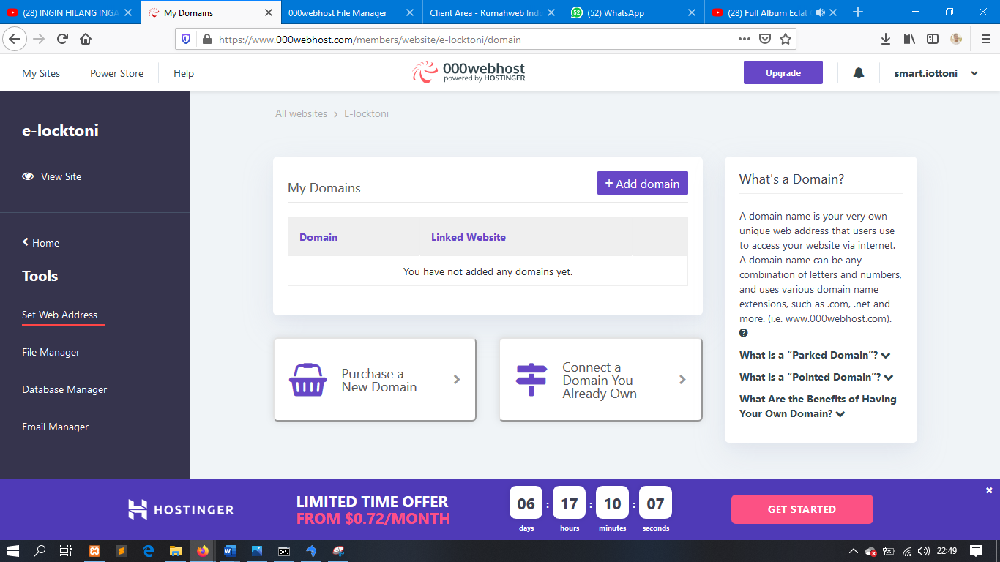 (28) INGIN HILANG INGA
My Domains
000webhost File Manager
Client Area - Rumahweb Indo
52
(52) WhatsApp
(28) Full Album Eclat
https://www.000webhost.com/members/website/e-locktoni/domain
My Sites
Power Store
Help
000webhost
powered by HOSTINGER
Upgrade
smart.iottoni
e-locktoni
View Site
Home
Tools
Set Web Address
File Manager
Database Manager
Email Manager
All websites > E-locktoni
My Domains
+ Add domain
Domain
Linked Website
You have not added any domains yet.
Purchase a
New Domain
Connect a
Domain You
Already Own
What's a Domain?
A domain name is your very own
unique web address that users use
to access your website via internet.
A domain name can be any
combination of letters and numbers,
and uses various domain name
extensions, such as .com, .net and
more. (i.e. www.000webhost.com).
What is a “Parked Domain”?
What is a “Pointed Domain”?
What Are the Benefits of Having
Your Own Domain?
HOSTINGER
LIMITED TIME OFFER
FROM $0.72/MONTH
06 : 17 : 10 : 07
days hours minutes seconds
GET STARTED
22:49